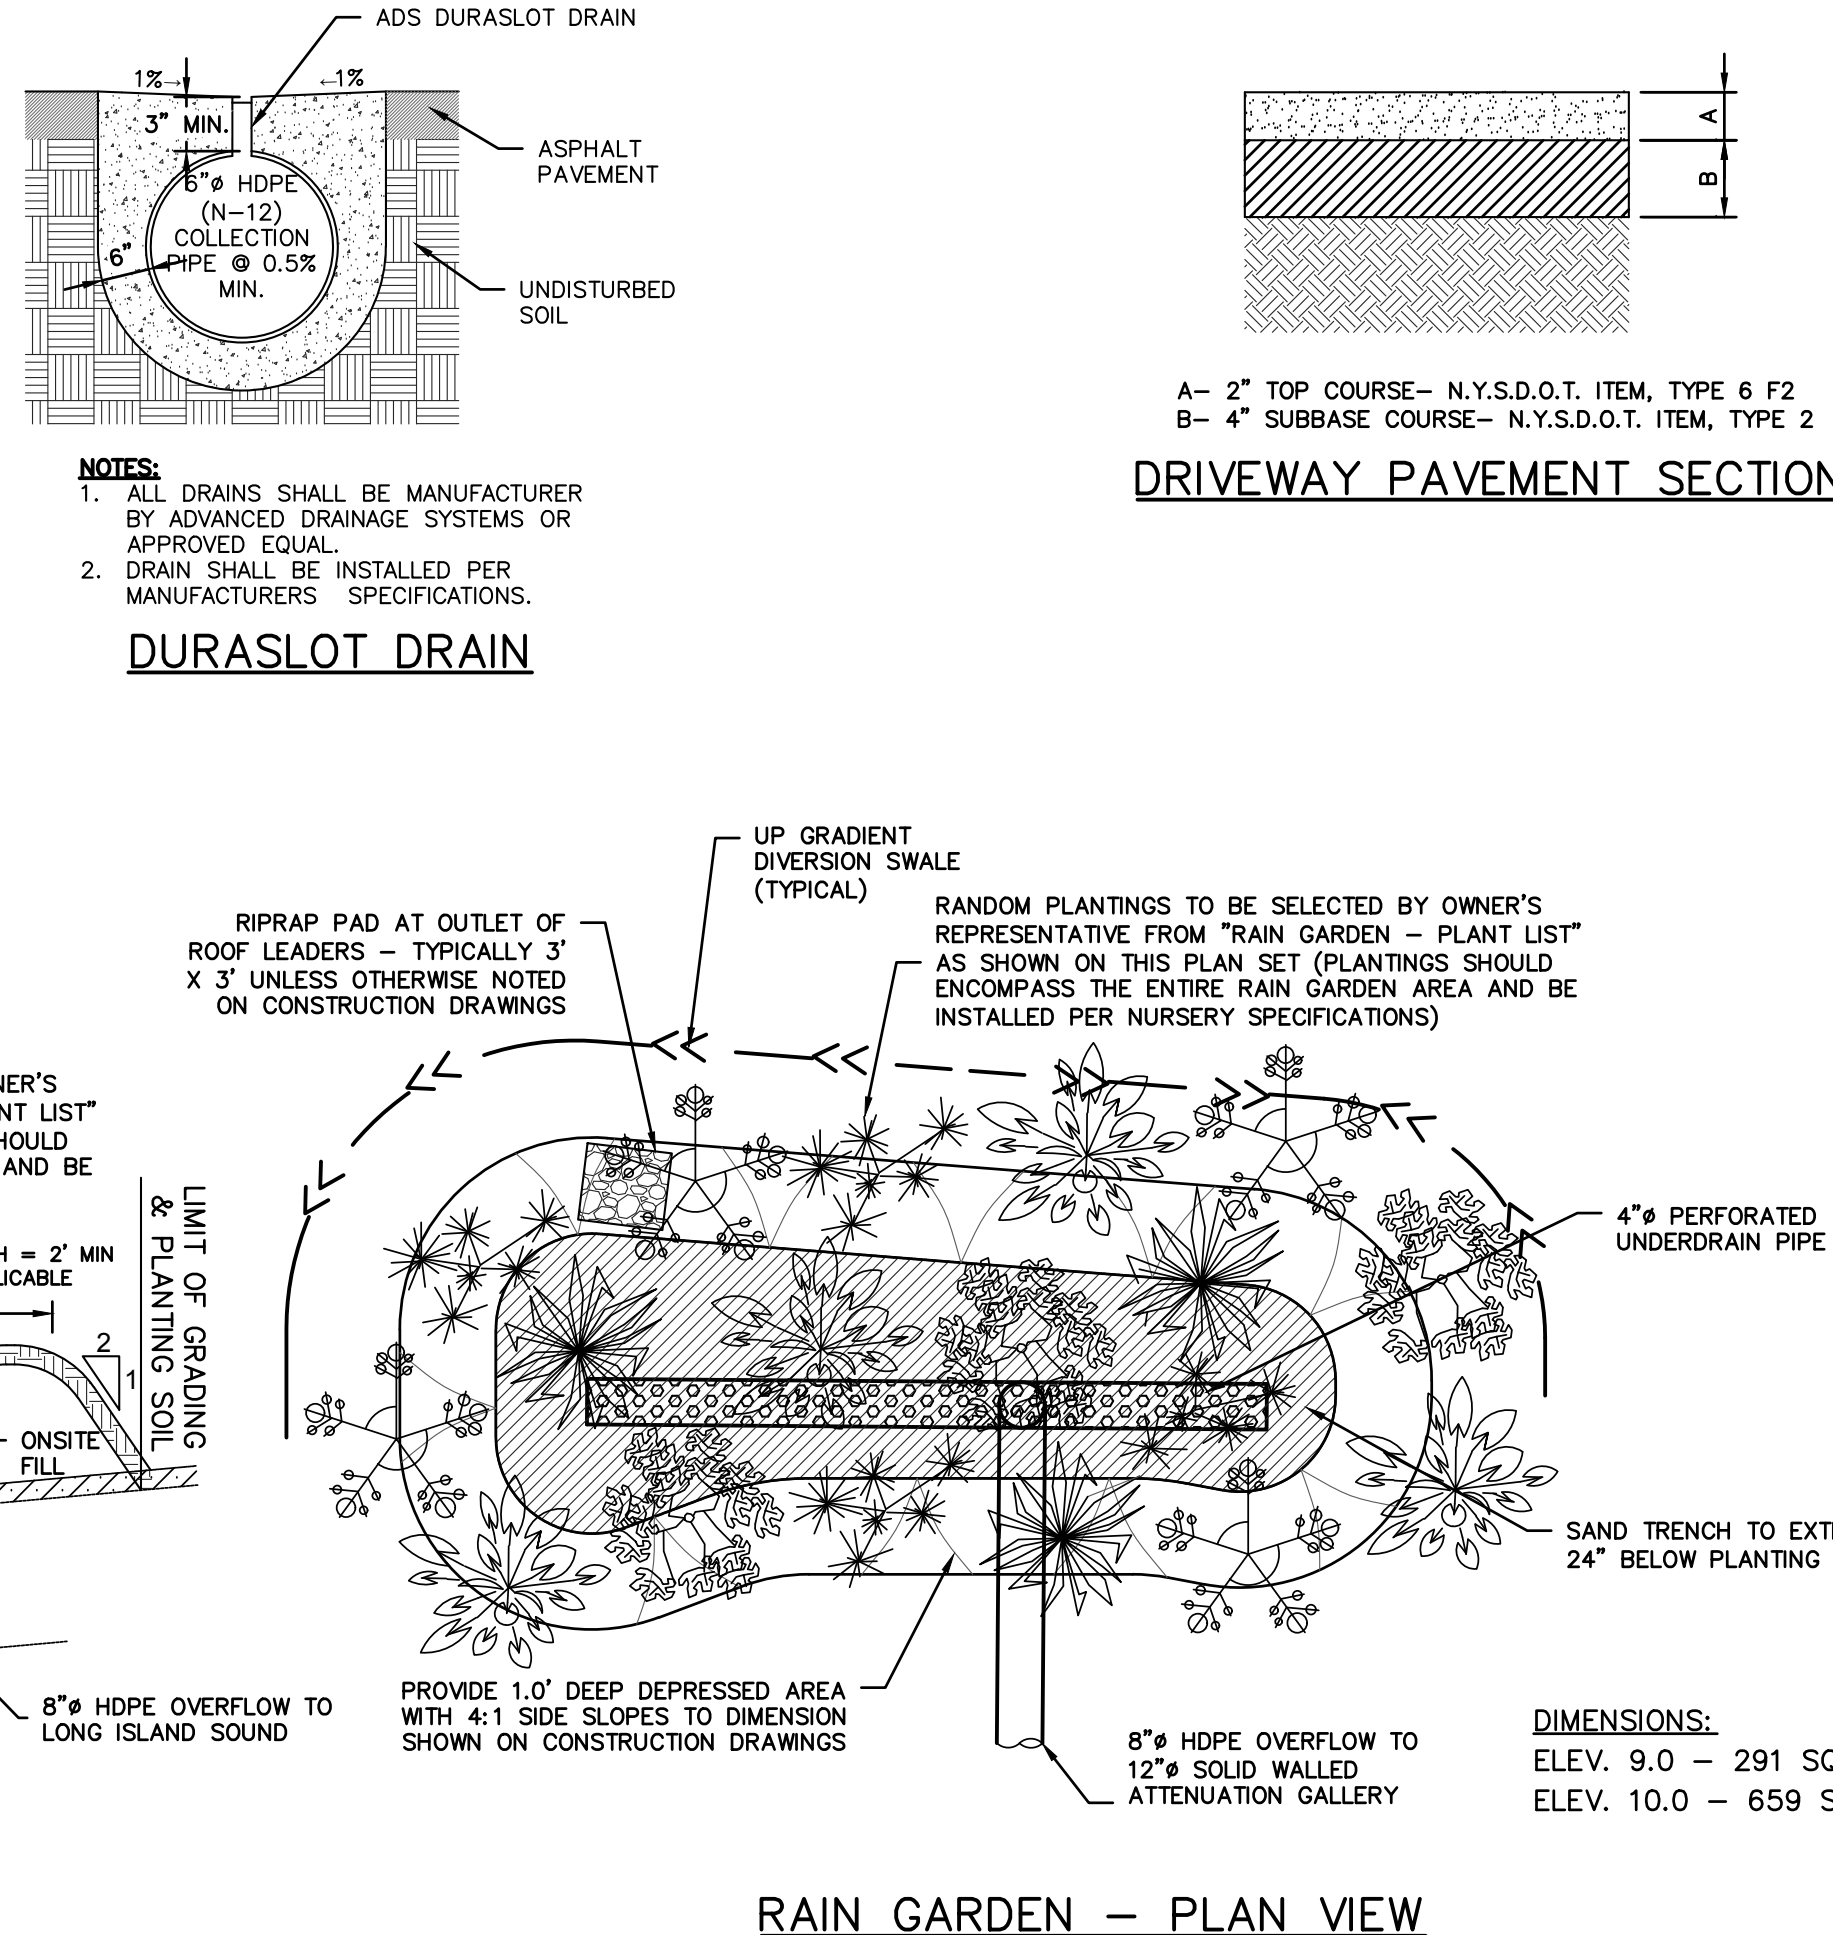 ADS DURASLOT DRAIN
1%→
←1%
3" MIN.
6"ø HDPE
(N-12)
COLLECTION
PIPE @ 0.5%
MIN.
6"
ASPHALT
PAVEMENT
UNDISTURBED
SOIL
NOTES:
1. ALL DRAINS SHALL BE MANUFACTURER
BY ADVANCED DRAINAGE SYSTEMS OR
APPROVED EQUAL.
2. DRAIN SHALL BE INSTALLED PER
MANUFACTURERS SPECIFICATIONS.
DURASLOT DRAIN
A
B
A- 2" TOP COURSE- N.Y.S.D.O.T. ITEM, TYPE 6 F2
B- 4" SUBBASE COURSE- N.Y.S.D.O.T. ITEM, TYPE 2
DRIVEWAY PAVEMENT SECTION
UP GRADIENT
DIVERSION SWALE
(TYPICAL)
RIPRAP PAD AT OUTLET OF
ROOF LEADERS - TYPICALLY 3'
X 3' UNLESS OTHERWISE NOTED
ON CONSTRUCTION DRAWINGS
RANDOM PLANTINGS TO BE SELECTED BY OWNER'S
REPRESENTATIVE FROM "RAIN GARDEN - PLANT LIST"
AS SHOWN ON THIS PLAN SET (PLANTINGS SHOULD
ENCOMPASS THE ENTIRE RAIN GARDEN AREA AND BE
INSTALLED PER NURSERY SPECIFICATIONS)
NER'S
NT LIST"
HOULD
AND BE
H = 2' MIN
LICABLE
LIMIT OF GRADING
& PLANTING SOIL
2
1
ONSITE
FILL
8"ø HDPE OVERFLOW TO
LONG ISLAND SOUND
4"ø PERFORATED
UNDERDRAIN PIPE
SAND TRENCH TO EXT
24" BELOW PLANTING
PROVIDE 1.0' DEEP DEPRESSED AREA
WITH 4:1 SIDE SLOPES TO DIMENSION
SHOWN ON CONSTRUCTION DRAWINGS
8"ø HDPE OVERFLOW TO
12"ø SOLID WALLED
ATTENUATION GALLERY
DIMENSIONS:
ELEV. 9.0 - 291 SQ
ELEV. 10.0 - 659 S
RAIN GARDEN - PLAN VIEW